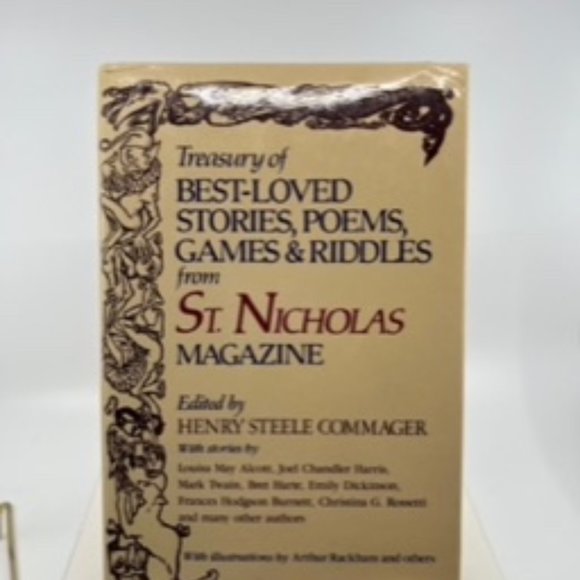 Treasury of
BEST-LOVED
STORIES, POEMS,
GAMES & RIDDLES
from
ST. NICHOLAS
MAGAZINE
Edited by
HENRY STEELE COMMAGER
With stories by
Louisa May Alcott, Joel Chandler Harris,
Mark Twain, Bret Harte, Emily Dickinson,
Frances Hodgson Burnett, Christina G. Rossetti
and many other authors
With illustrations by Arthur Rackham and others